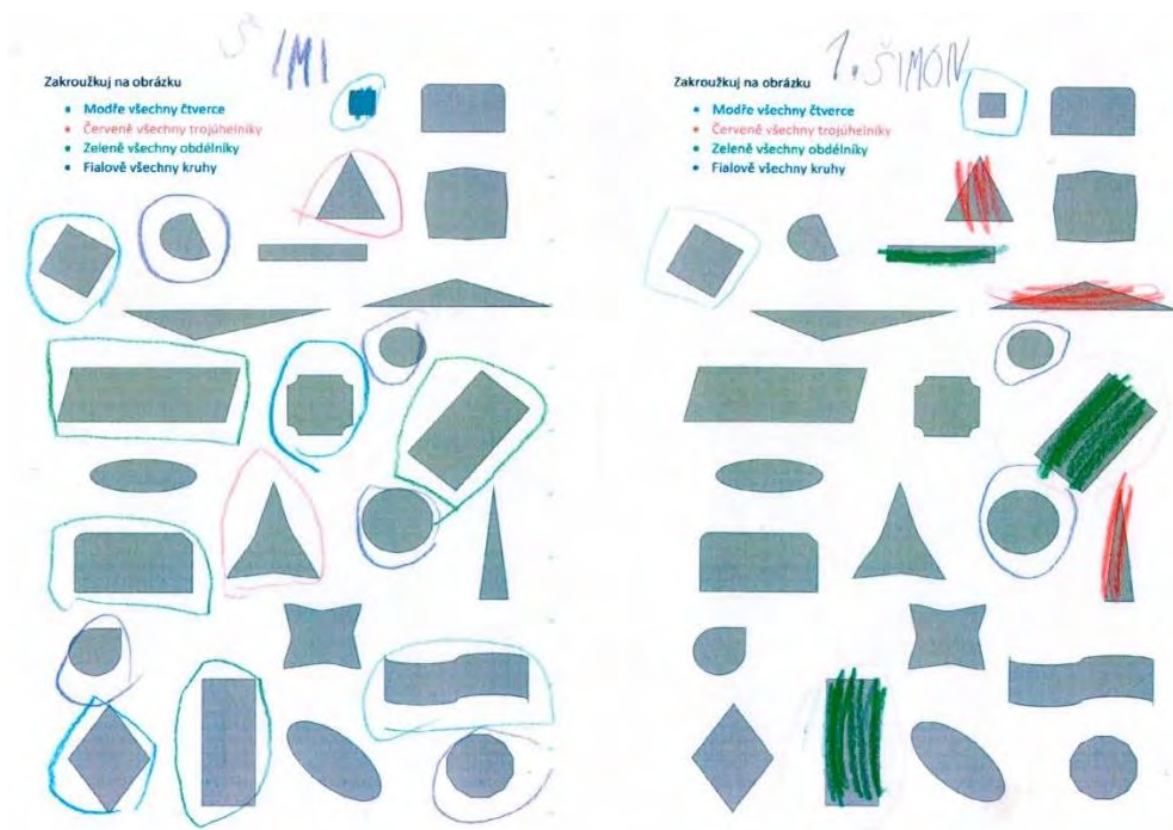 IMI
Zakroužkuj na obrázku
• Modře všechny čtverce
• Červeně všechny trojúhelníky
• Zeleně všechny obdélníky
• Fialově všechny kruhy
1. ŠIMON
Zakroužkuj na obrázku
• Modře všechny čtverce
• Červeně všechny trojúhelníky
• Zeleně všechny obdélníky
• Fialově všechny kruhy